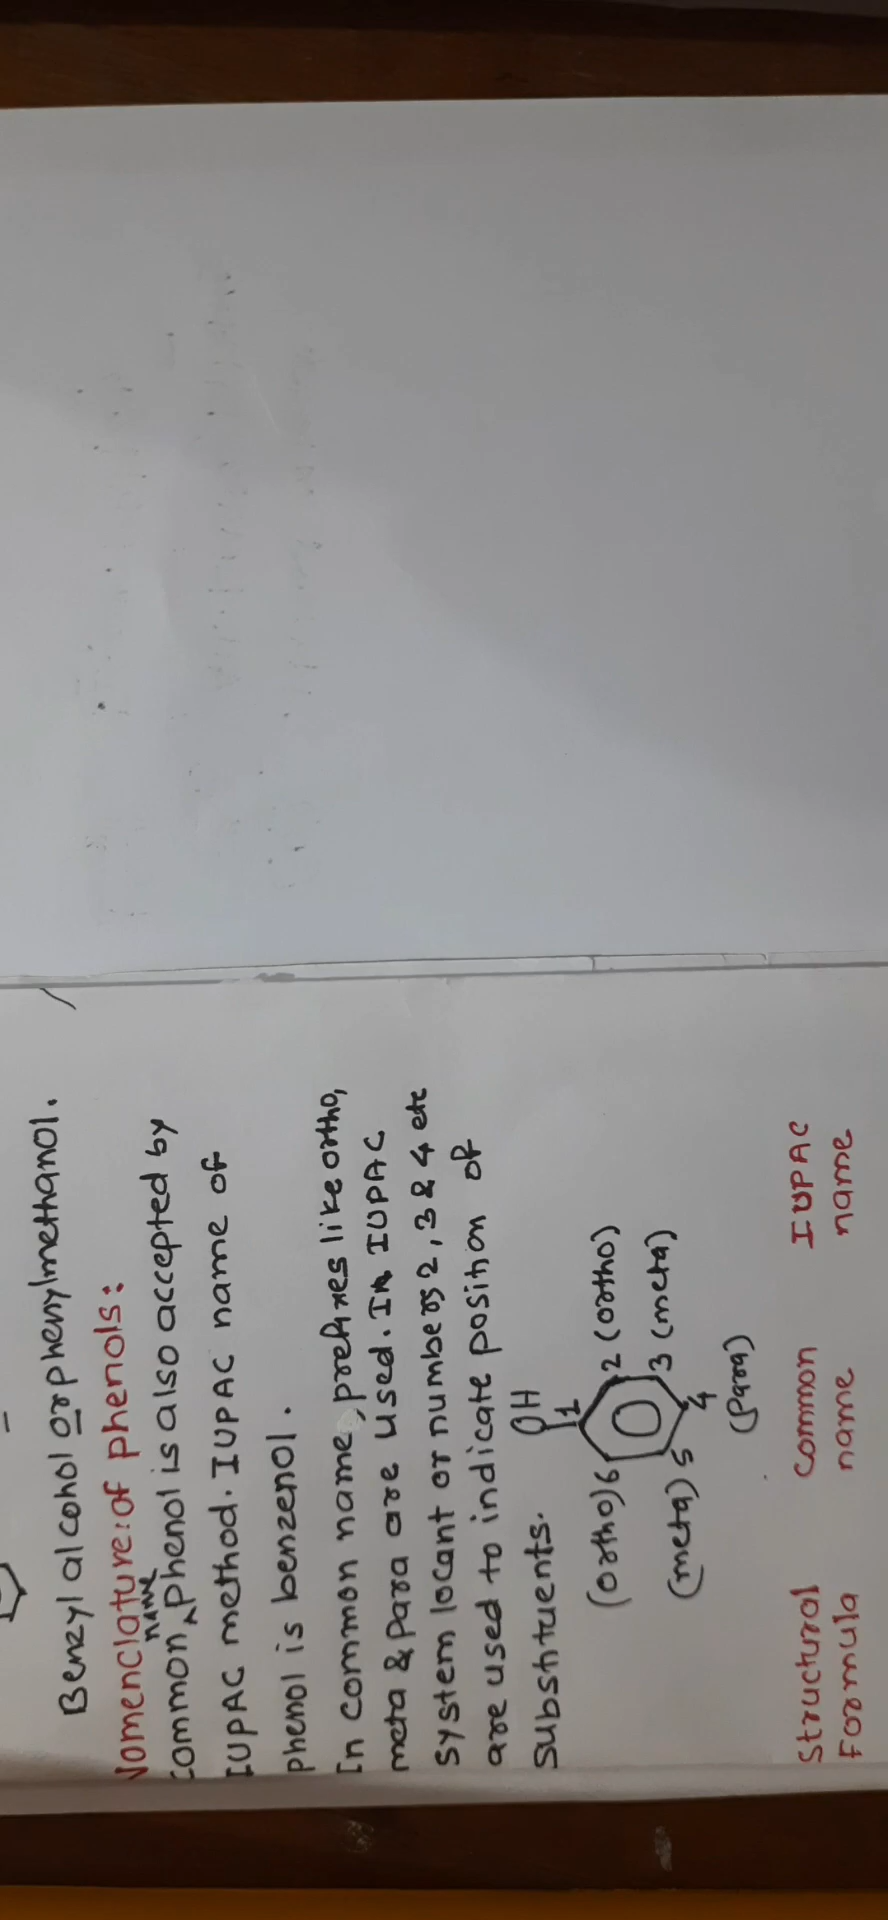 Benzyl alcohol or phenylmethanol.
Nomenclature: of phenols:
common name phenol is also accepted by
IUPAC method. IUPAC name of
phenol is benzenol.
In common name, prefixes like ortho,
meta & para are used. In IUPAC
system locant or numbers 2, 3 & 4 etc
are used to indicate position of
substituents.
OH
1
(ortho) 6 2 (ortho)
(meta) 5 3 (meta)
4
(para)
Structural common IUPAC
Formula name name